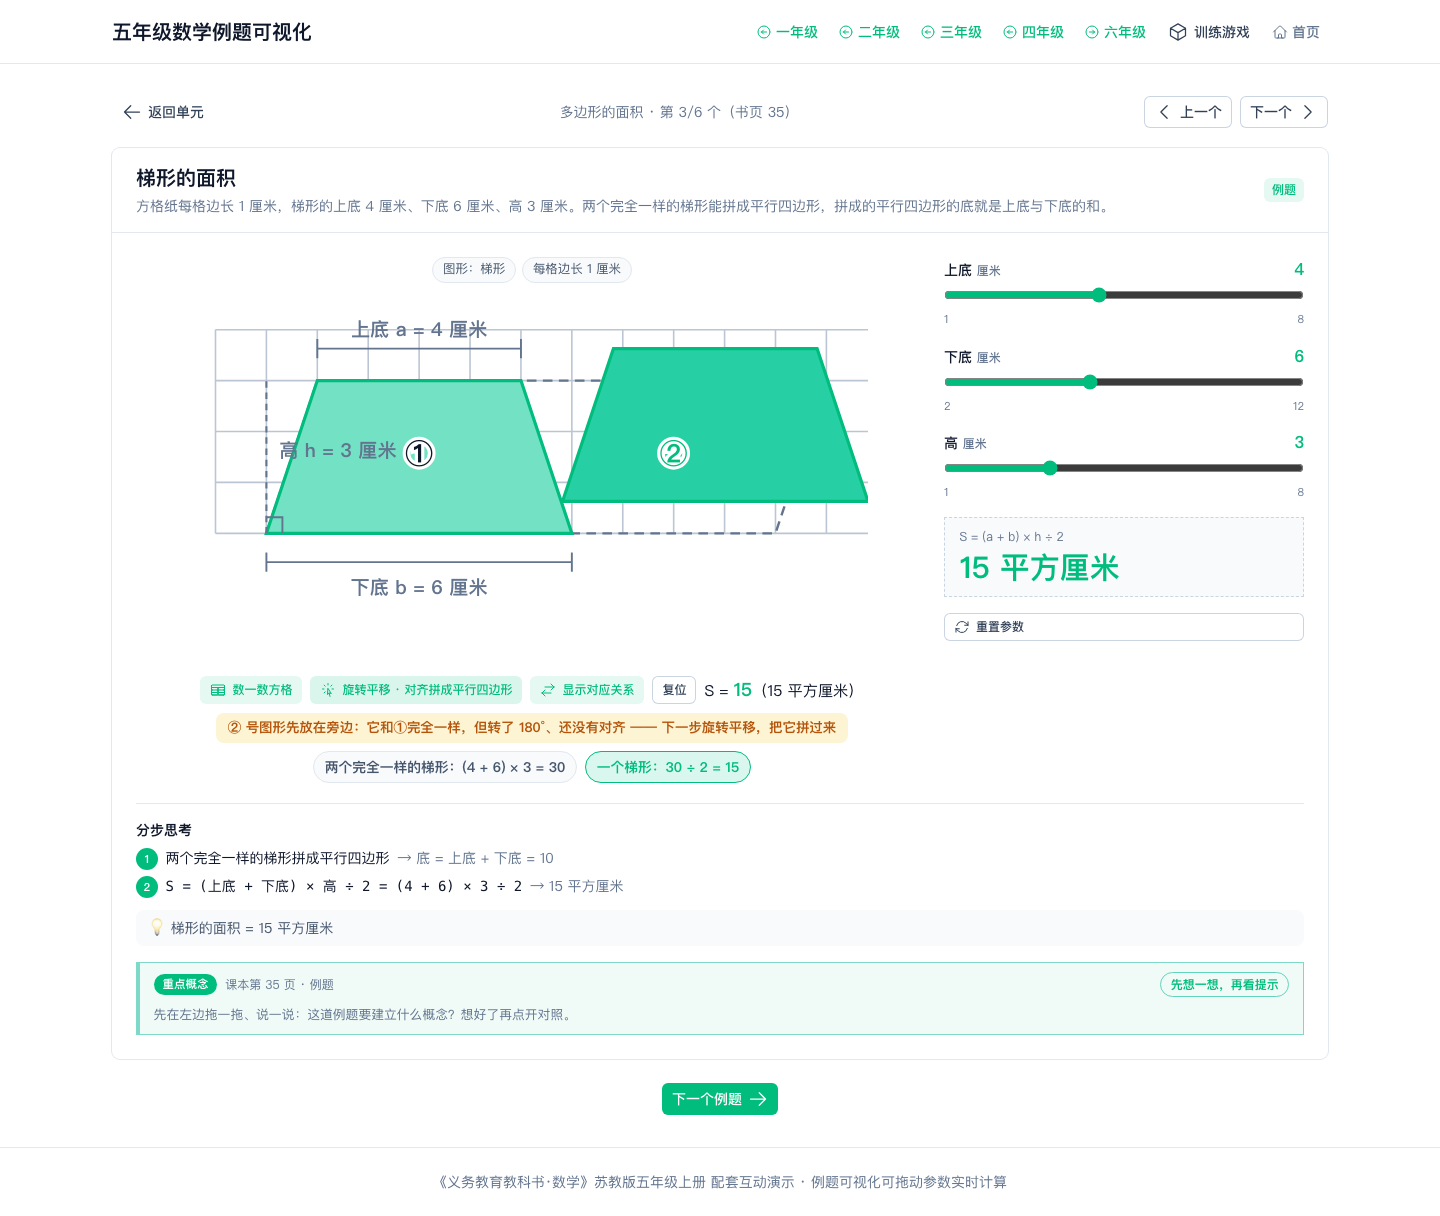 五年级数学例题可视化
一年级 二年级 三年级 四年级 六年级 训练游戏 首页
返回单元
多边形的面积 · 第 3/6 个（书页 35）
上一个 下一个
梯形的面积
方格纸每格边长 1 厘米，梯形的上底 4 厘米、下底 6 厘米、高 3 厘米。两个完全一样的梯形能拼成平行四边形，拼成的平行四边形的底就是上底与下底的和。
例题
图形：梯形 每格边长 1 厘米
上底 a = 4 厘米
高 h = 3 厘米
①
②
下底 b = 6 厘米
上底 厘米 4
1 8
下底 厘米 6
2 12
高 厘米 3
1 8
S = (a + b) × h ÷ 2
15 平方厘米
重置参数
数一数方格 旋转平移 · 对齐拼成平行四边形 显示对应关系 复位 S = 15（15 平方厘米）
② 号图形先放在旁边：它和①完全一样，但转了 180°、还没有对齐 —— 下一步旋转平移，把它拼过来
两个完全一样的梯形：(4 + 6) × 3 = 30 一个梯形：30 ÷ 2 = 15
分步思考
1 两个完全一样的梯形拼成平行四边形 → 底 = 上底 + 下底 = 10
2 S = (上底 + 下底) × 高 ÷ 2 = (4 + 6) × 3 ÷ 2 → 15 平方厘米
梯形的面积 = 15 平方厘米
重点概念 课本第 35 页 · 例题
先想一想，再看提示
先在左边拖一拖、说一说：这道例题要建立什么概念？想好了再点开对照。
下一个例题
《义务教育教科书·数学》苏教版五年级上册 配套互动演示 · 例题可视化可拖动参数实时计算